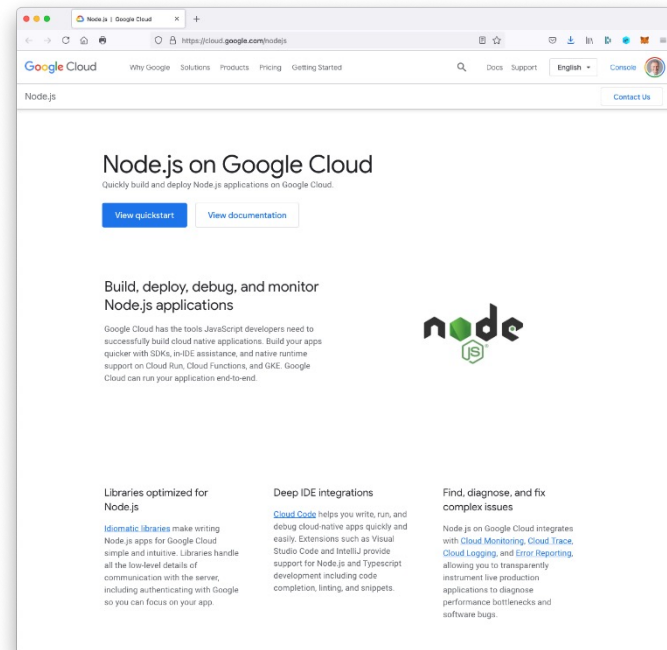 Node.js | Google Cloud
https://cloud.google.com/nodejs
Google Cloud
Why Google Solutions Products Pricing Getting Started
Docs Support English Console
Node.js
Contact Us
Node.js on Google Cloud
Quickly build and deploy Node.js applications on Google Cloud.
View quickstart View documentation
Build, deploy, debug, and monitor
Node.js applications
Google Cloud has the tools JavaScript developers need to
successfully build cloud native applications. Build your apps
quicker with SDKs, in-IDE assistance, and native runtime
support on Cloud Run, Cloud Functions, and GKE. Google
Cloud can run your application end-to-end.
node
JS
Libraries optimized for
Node.js
Idiomatic libraries make writing
Node.js apps for Google Cloud
simple and intuitive. Libraries handle
all the low-level details of
communication with the server,
including authenticating with Google
so you can focus on your app.
Deep IDE integrations
Cloud Code helps you write, run, and
debug cloud-native apps quickly and
easily. Extensions such as Visual
Studio Code and IntelliJ provide
support for Node.js and Typescript
development including code
completion, linting, and snippets.
Find, diagnose, and fix
complex issues
Node.js on Google Cloud integrates
with Cloud Monitoring, Cloud Trace,
Cloud Logging, and Error Reporting,
allowing you to transparently
instrument live production
applications to diagnose
performance bottlenecks and
software bugs.